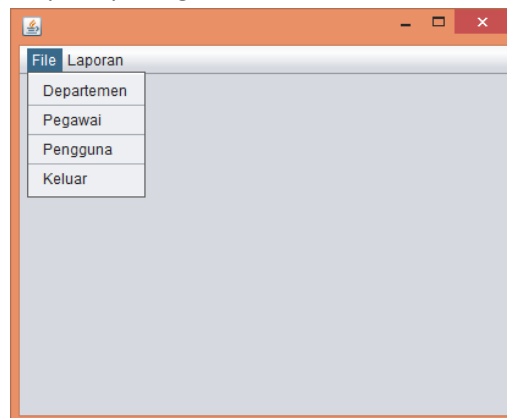 File Laporan
Departemen
Pegawai
Pengguna
Keluar